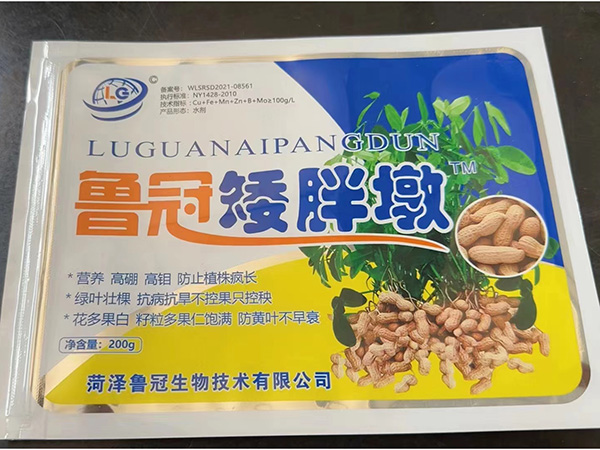 LG
©
备案号: WLSRSD2021-08561
执行标准: NY1428-2010
技术指标: Cu+Fe+Mn+Zn+B+Mo≥100g/L
产品形态: 水剂
LUGUANAIPANGDUN
鲁冠矮胖墩™
*营养 高硼 高钼 防止植株疯长
*绿叶壮棵 抗病抗旱不控果只控秧
*花多果白 籽粒多果仁饱满 防黄叶不早衰
净含量: 200g
菏泽鲁冠生物技术有限公司